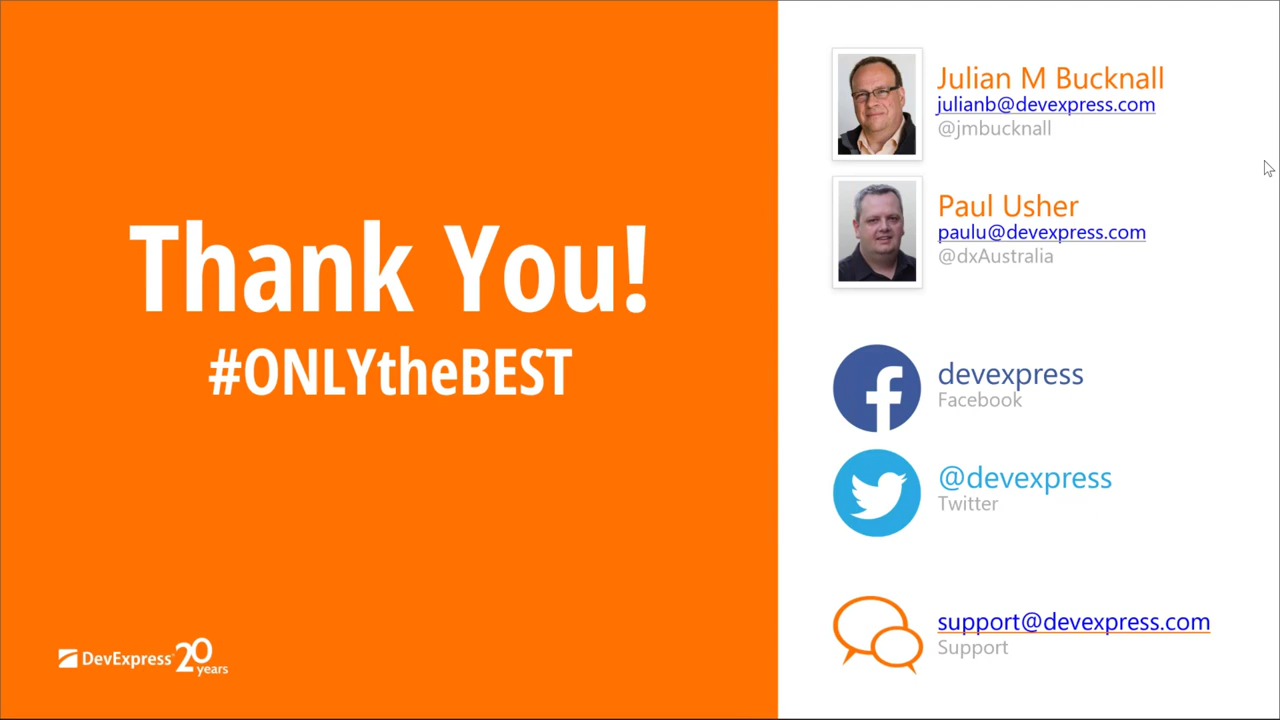 Thank You!
#ONLYtheBEST
DevExpress 20 years
Julian M Bucknall
julianb@devexpress.com
@jmbucknall
Paul Usher
paulu@devexpress.com
@dxAustralia
devexpress
Facebook
@devexpress
Twitter
support@devexpress.com
Support